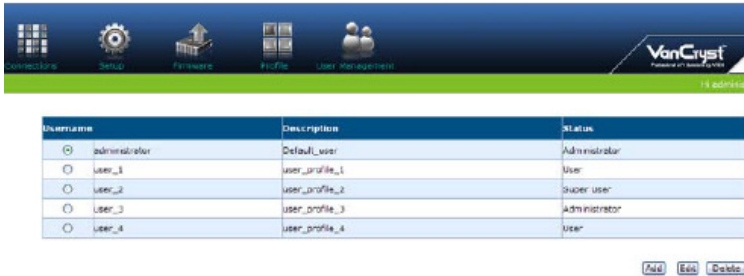 Connections Setup Firmware Profile User Management
VanCryst
Hi admin
Username Description Status
administrator Default_user Administrator
user_1 user_profile_1 User
user_2 user_profile_2 Super user
user_3 user_profile_3 Administrator
user_4 user_profile_4 User
Add Edit Delete